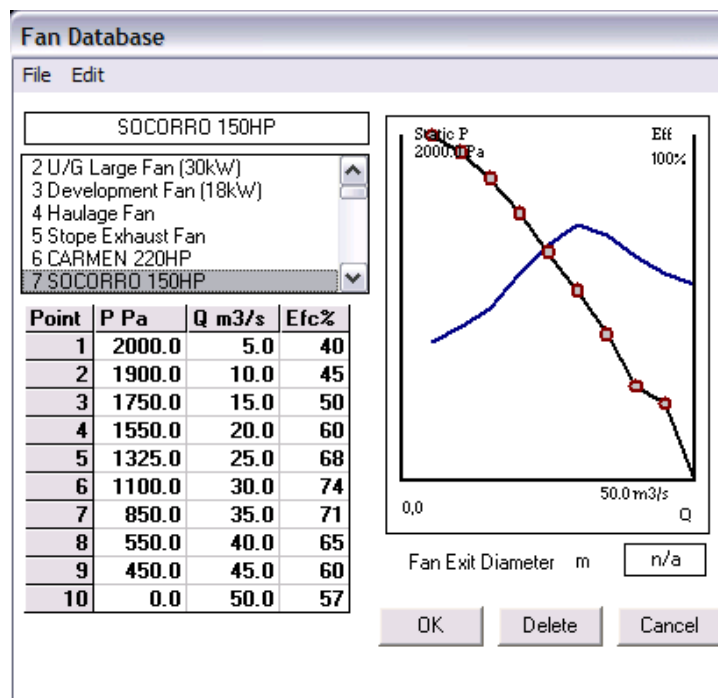 Fan Database
File Edit
SOCORRO 150HP
2 U/G Large Fan (30kW)
3 Development Fan (18kW)
4 Haulage Fan
5 Stope Exhaust Fan
6 CARMEN 220HP
7 SOCORRO 150HP
Point P Pa Q m3/s Efc%
1 2000.0 5.0 40
2 1900.0 10.0 45
3 1750.0 15.0 50
4 1550.0 20.0 60
5 1325.0 25.0 68
6 1100.0 30.0 74
7 850.0 35.0 71
8 550.0 40.0 65
9 450.0 45.0 60
10 0.0 50.0 57
Static P Eff
2000.0 Pa 100%
50.0 m3/s
0,0 Q
Fan Exit Diameter m n/a
OK Delete Cancel